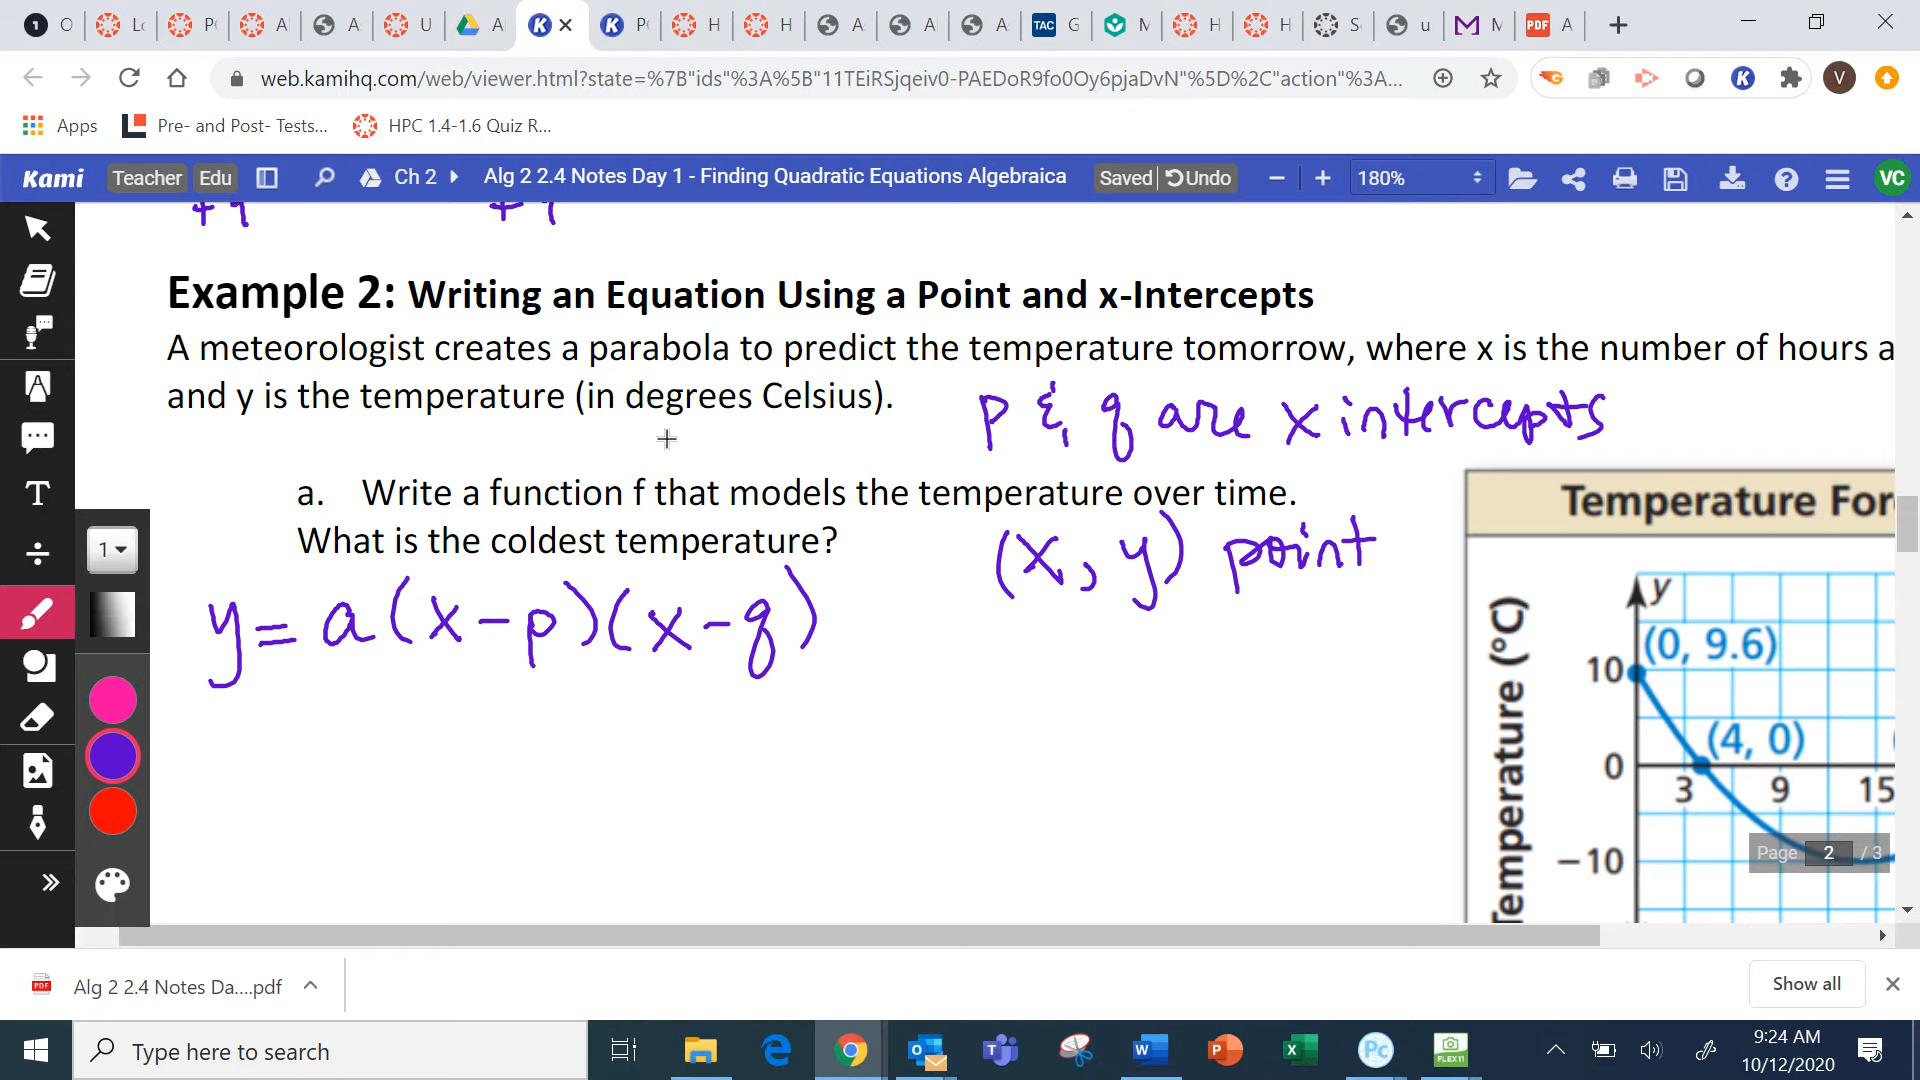 web.kamihq.com/web/viewer.html?state=%7B"ids"%3A%5B"11TEiRSjqeiv0-PAEDoR9fo0Oy6pjaDvN"%5D%2C"action"%3A...
Apps Pre- and Post- Tests... HPC 1.4-1.6 Quiz R...
Kami Teacher Edu Ch 2 Alg 2 2.4 Notes Day 1 - Finding Quadratic Equations Algebraica Saved Undo 180% VC
+9 +9
Example 2: Writing an Equation Using a Point and x-Intercepts
A meteorologist creates a parabola to predict the temperature tomorrow, where x is the number of hours a
and y is the temperature (in degrees Celsius).
p & q are x intercepts
a. Write a function f that models the temperature over time.
What is the coldest temperature?
(x, y) point
y = a(x-p)(x-q)
Temperature For
Temperature (°C)
y
10 (0, 9.6)
(4, 0)
0
3 9 15
-10
Page 2 / 3
1
Alg 2 2.4 Notes Da....pdf
Show all
Type here to search
9:24 AM
10/12/2020